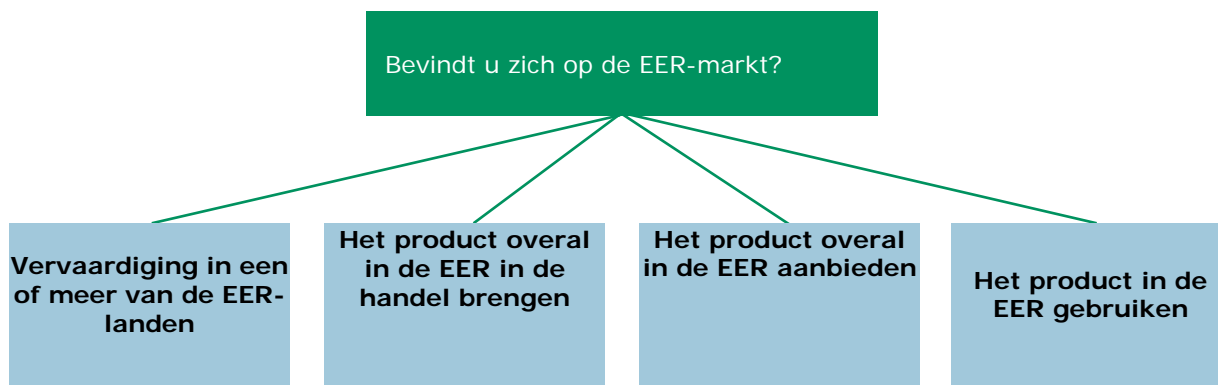 Bevindt u zich op de EER-markt?
Vervaardiging in een
of meer van de EER-
landen
Het product overal
in de EER in de
handel brengen
Het product overal
in de EER aanbieden
Het product in de
EER gebruiken